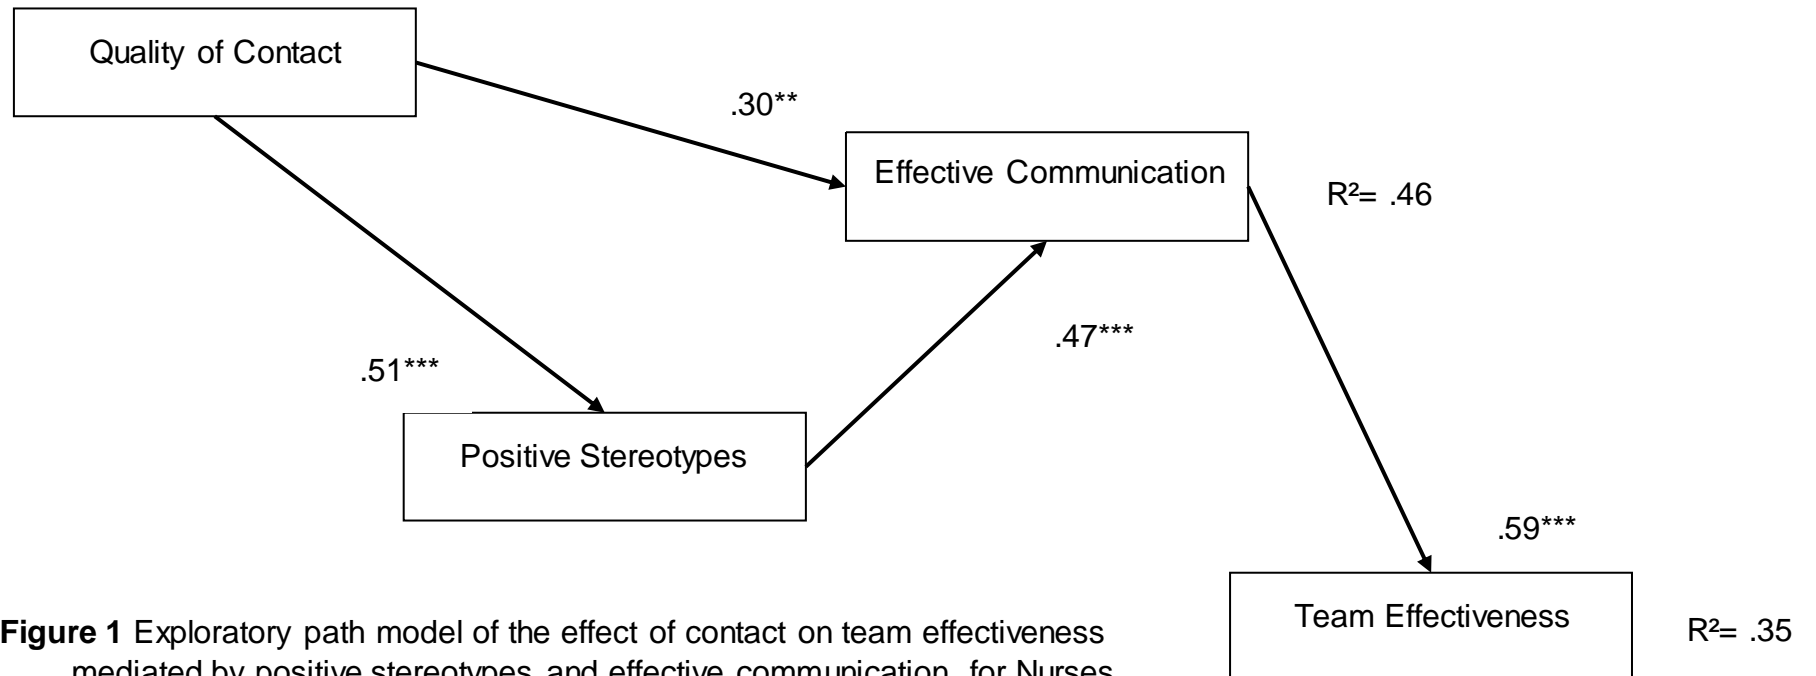 Quality of Contact
.30**
Effective Communication
R²= .46
.47***
.51***
Positive Stereotypes
.59***
Team Effectiveness
R²= .35
Figure 1 Exploratory path model of the effect of contact on team effectiveness
mediated by positive stereotypes and effective communication for Nurses